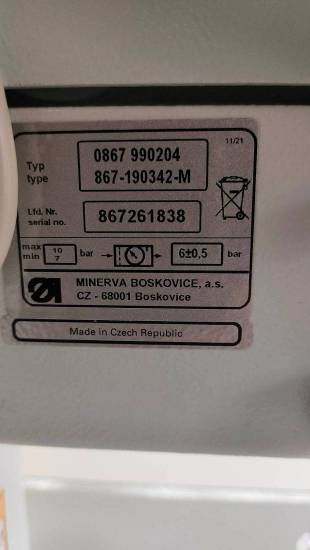 11/21
Typ 0867 990204
type 867-190342-M
Lfd. Nr.
serial no. 867261838
max 10 bar 6±0,5 bar
min 7
MINERVA BOSKOVICE, a.s.
CZ - 68001 Boskovice
Made in Czech Republic